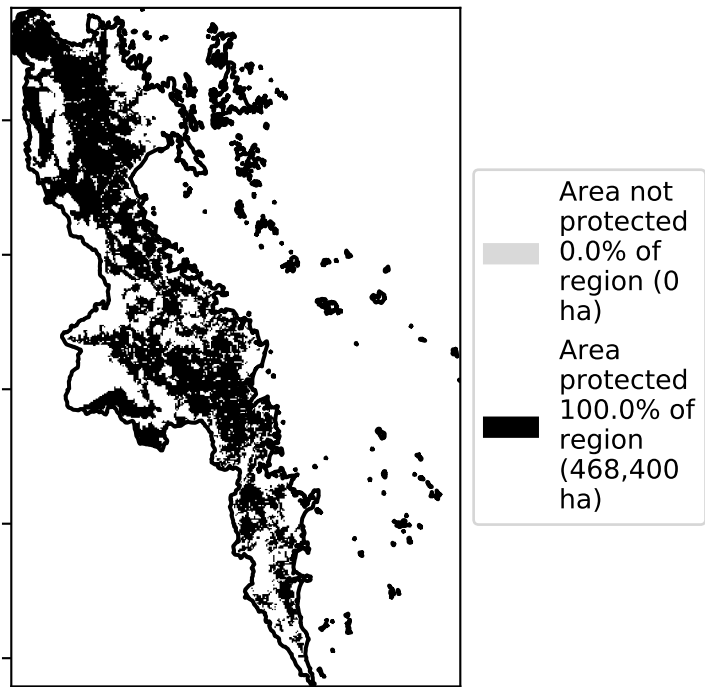 Area not
protected
0.0% of
region (0
ha)
Area
protected
100.0% of
region
(468,400
ha)